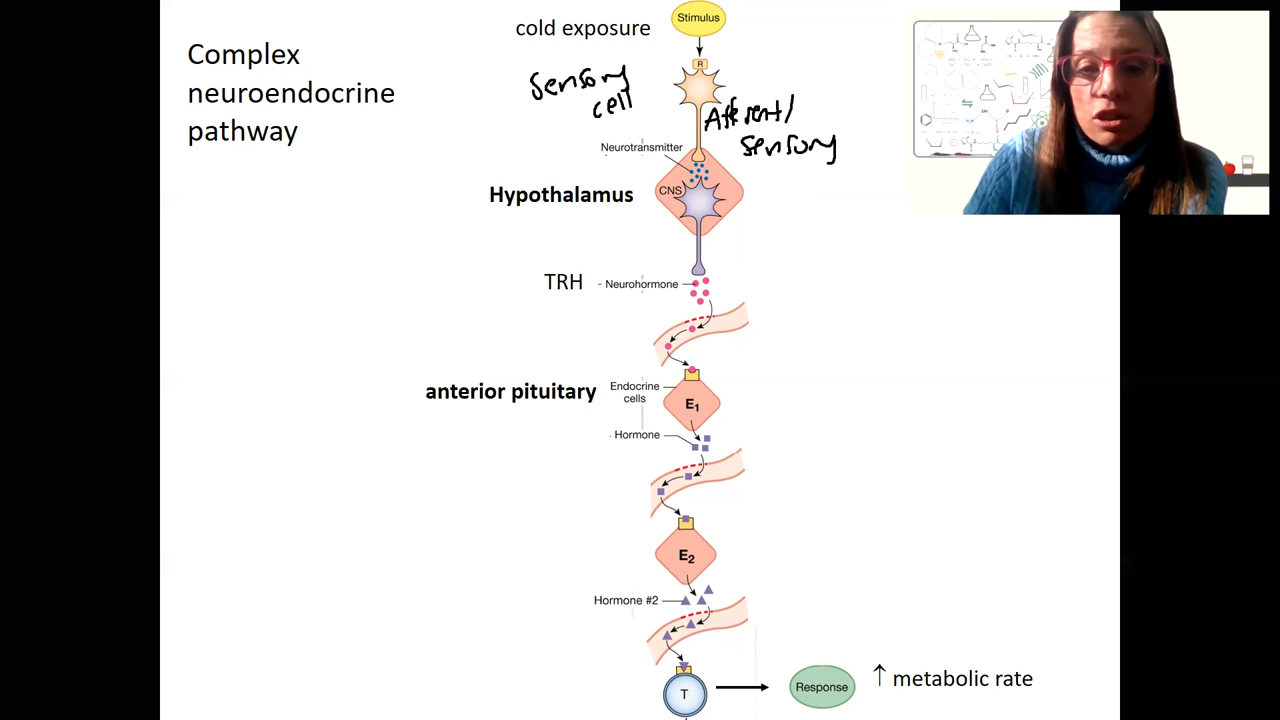 Complex
neuroendocrine
pathway
cold exposure
Stimulus
R
Sensory
cell
Afferent/
sensory
Neurotransmitter
CNS
Hypothalamus
TRH
- Neurohormone
anterior pituitary
Endocrine
cells
E1
Hormone
E2
Hormone #2
T
Response
↑ metabolic rate